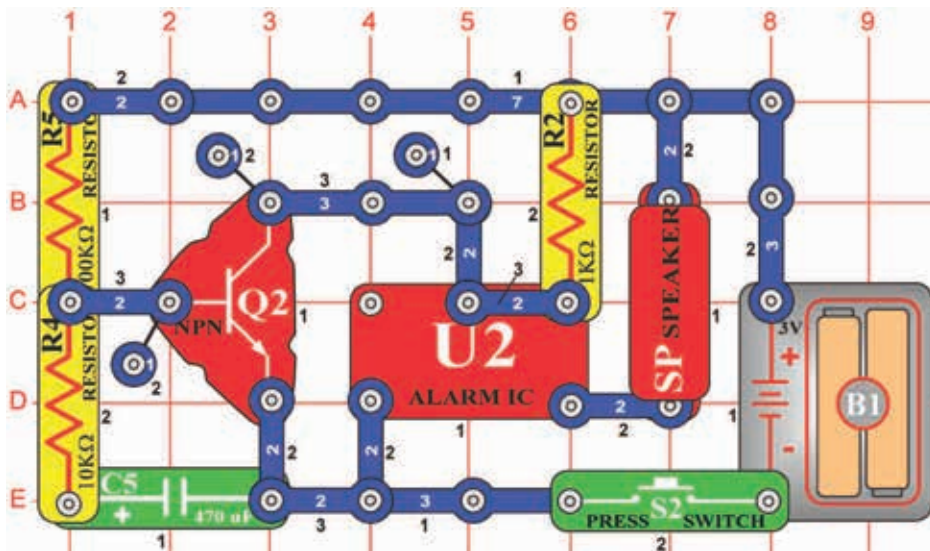 1 2 3 4 5 6 7 8 9
A
B
C
D
E
2
2
1
7
R5
RESISTOR
00KΩ
1
1
2
1
1
3
3
R2
RESISTOR
1KΩ
2
2
2
SP SPEAKER
1
2
3
3
2
Q2
NPN
1
1
2
2
2
3
2
U2
ALARM IC
1
R4
RESISTOR
10KΩ
2
C5
+
470 uF
1
2
2
2
2
2
3
3
1
2
2
S2
PRESS SWITCH
2
3V
+
-
B1
1